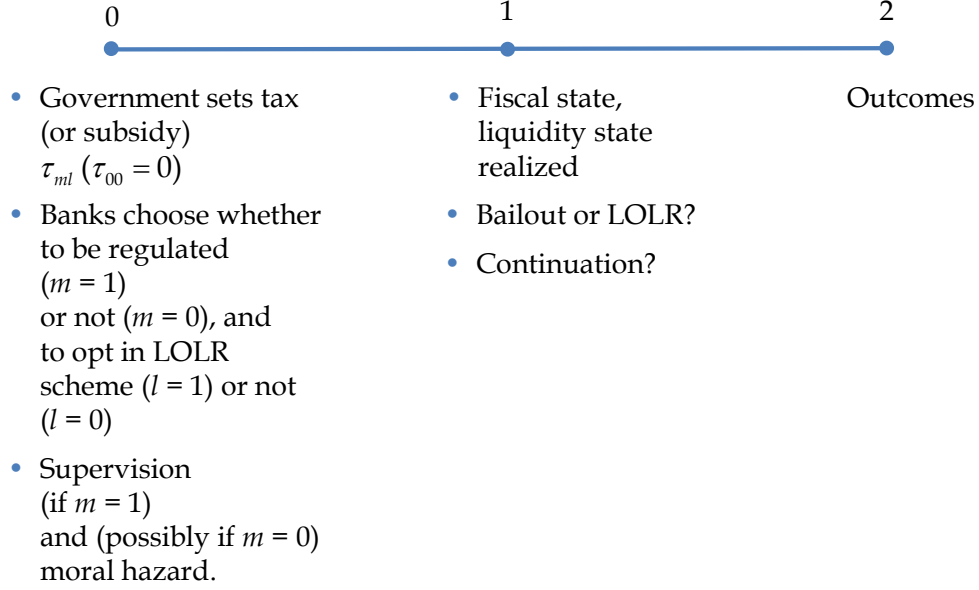 0
1
2
• Government sets tax
(or subsidy)
τ_ml (τ_00 = 0)
• Banks choose whether
to be regulated
(m = 1)
or not (m = 0), and
to opt in LOLR
scheme (l = 1) or not
(l = 0)
• Supervision
(if m = 1)
and (possibly if m = 0)
moral hazard.
• Fiscal state,
liquidity state
realized
• Bailout or LOLR?
• Continuation?
Outcomes